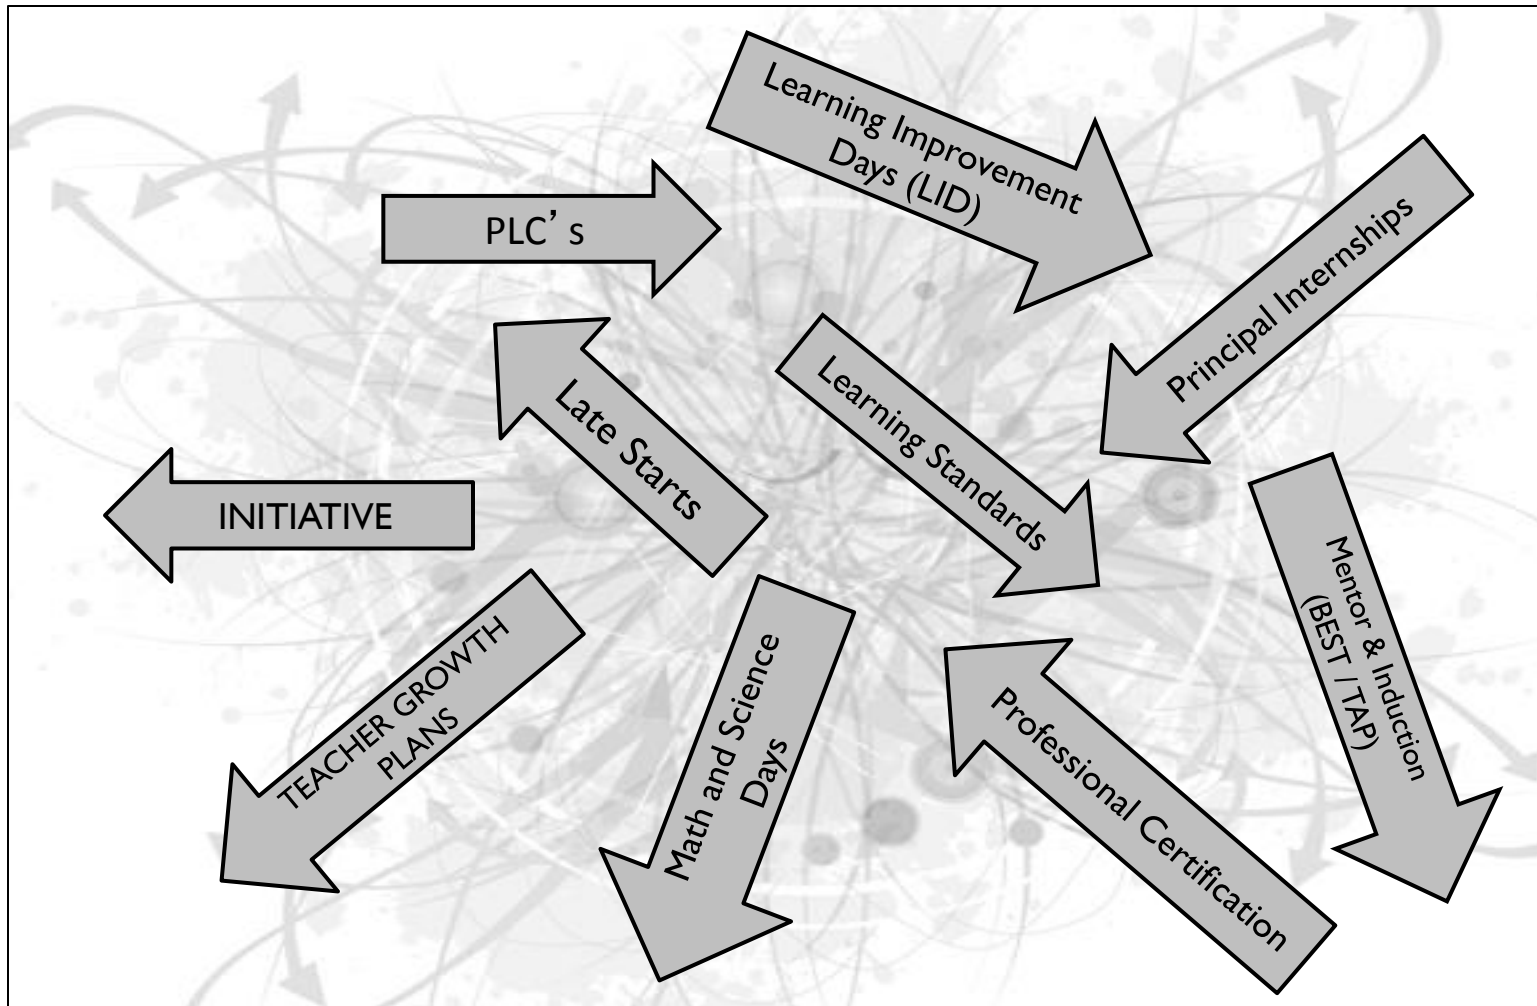 Learning Improvement
Days (LID)
PLC’s
Principal Internships
Late Starts
Learning Standards
INITIATIVE
Mentor & Induction
(BEST / TAP)
TEACHER GROWTH
PLANS
Math and Science
Days
Professional Certification